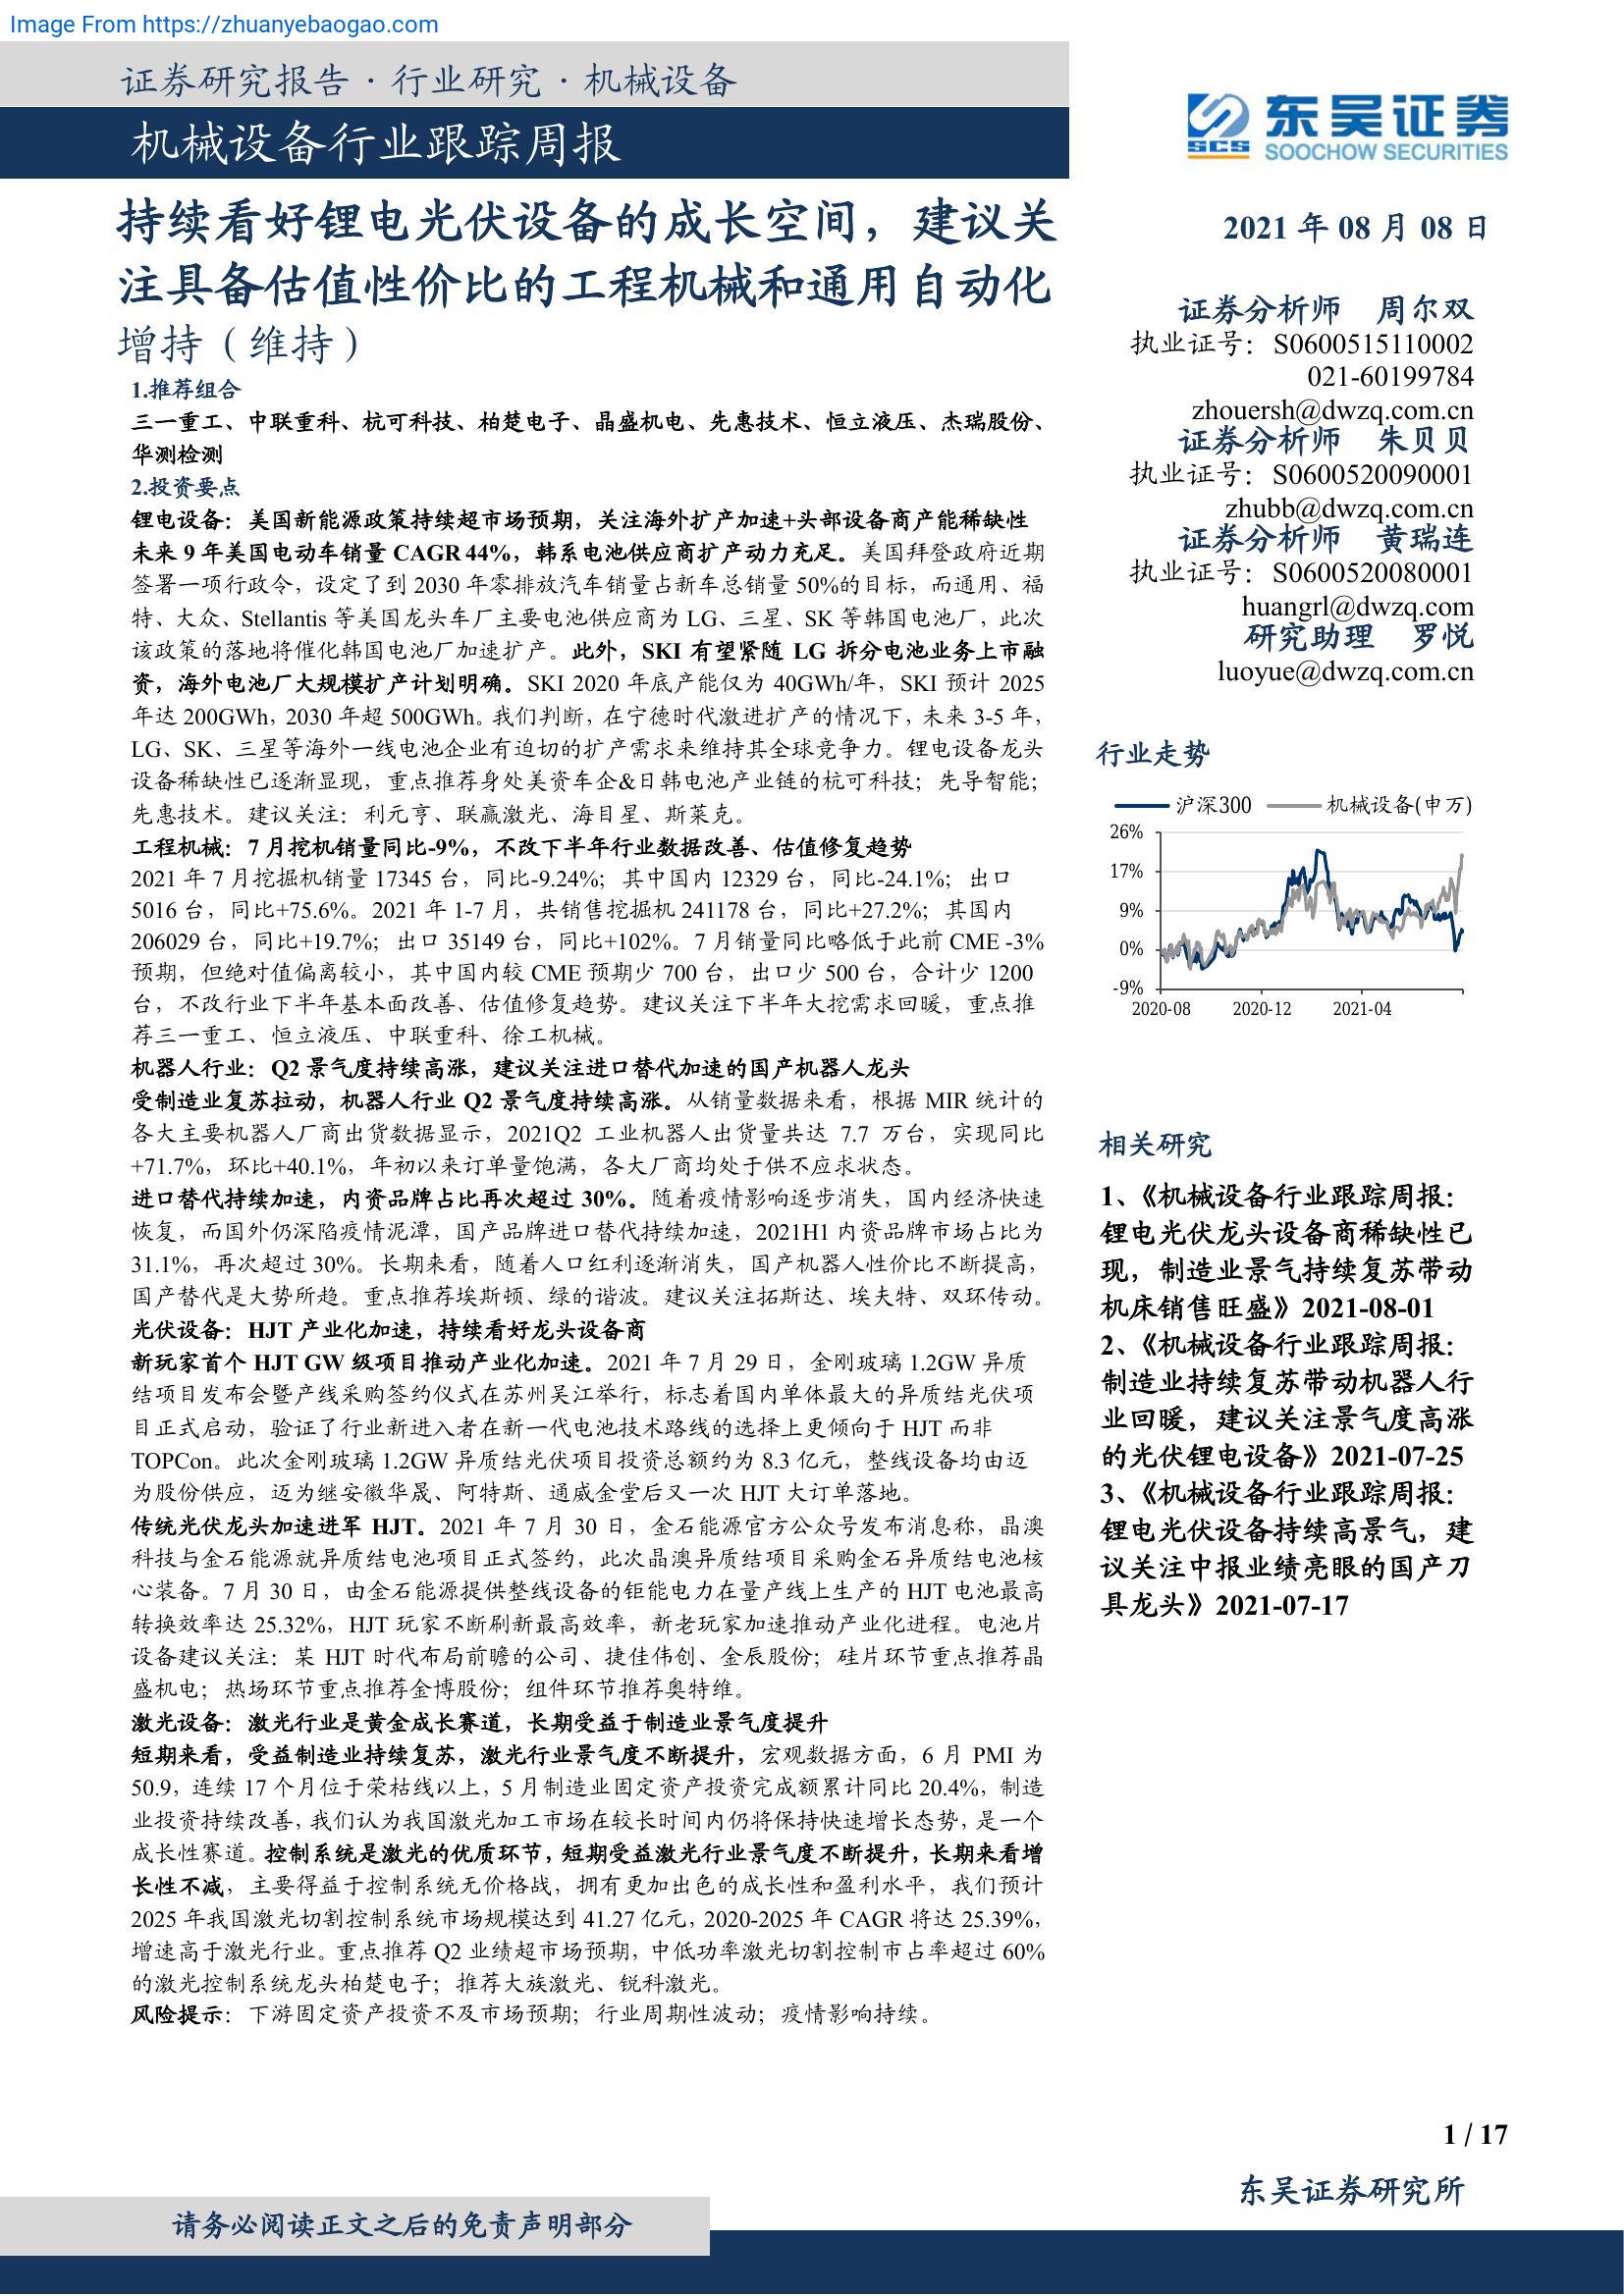 Image From https://zhuanyebaogao.com
证券研究报告·行业研究·机械设备
机械设备行业跟踪周报
东吴证券
SCS
SOOCHOW SECURITIES
持续看好锂电光伏设备的成长空间，建议关
注具备估值性价比的工程机械和通用自动化
增持（维持）
1.推荐组合
三一重工、中联重科、杭可科技、柏楚电子、晶盛机电、先惠技术、恒立液压、杰瑞股份、
华测检测
2.投资要点
锂电设备：美国新能源政策持续超市场预期，关注海外扩产加速+头部设备商产能稀缺性
未来 9 年美国电动车销量 CAGR 44%，韩系电池供应商扩产动力充足。美国拜登政府近期
签署一项行政令，设定了到 2030 年零排放汽车销量占新车总销量 50%的目标，而通用、福
特、大众、Stellantis 等美国龙头车厂主要电池供应商为 LG、三星、SK 等韩国电池厂，此次
该政策的落地将催化韩国电池厂加速扩产。此外，SKI 有望紧随 LG 拆分电池业务上市融
资，海外电池厂大规模扩产计划明确。SKI 2020 年底产能仅为 40GWh/年，SKI 预计 2025
年达 200GWh，2030 年超 500GWh。我们判断，在宁德时代激进扩产的情况下，未来 3-5 年，
LG、SK、三星等海外一线电池企业有迫切的扩产需求来维持其全球竞争力。锂电设备龙头
设备稀缺性已逐渐显现，重点推荐身处美资车企&日韩电池产业链的杭可科技；先导智能；
先惠技术。建议关注：利元亨、联赢激光、海目星、斯莱克。
工程机械：7 月挖机销量同比-9%，不改下半年行业数据改善、估值修复趋势
2021 年 7 月挖掘机销量 17345 台，同比-9.24%；其中国内 12329 台，同比-24.1%；出口
5016 台，同比+75.6%。2021 年 1-7 月，共销售挖掘机 241178 台，同比+27.2%；其国内
206029 台，同比+19.7%；出口 35149 台，同比+102%。7 月销量同比略低于此前 CME -3%
预期，但绝对值偏离较小，其中国内较 CME 预期少 700 台，出口少 500 台，合计少 1200
台，不改行业下半年基本面改善、估值修复趋势。建议关注下半年大挖需求回暖，重点推
荐三一重工、恒立液压、中联重科、徐工机械。
机器人行业：Q2 景气度持续高涨，建议关注进口替代加速的国产机器人龙头
受制造业复苏拉动，机器人行业 Q2 景气度持续高涨。从销量数据来看，根据 MIR 统计的
各大主要机器人厂商出货数据显示，2021Q2 工业机器人出货量共达 7.7 万台，实现同比
+71.7%，环比+40.1%，年初以来订单量饱满，各大厂商均处于供不应求状态。
进口替代持续加速，内资品牌占比再次超过 30%。随着疫情影响逐步消失，国内经济快速
恢复，而国外仍深陷疫情泥潭，国产品牌进口替代持续加速，2021H1 内资品牌市场占比为
31.1%，再次超过 30%。长期来看，随着人口红利逐渐消失，国产机器人性价比不断提高，
国产替代是大势所趋。重点推荐埃斯顿、绿的谐波。建议关注拓斯达、埃夫特、双环传动。
光伏设备：HJT 产业化加速，持续看好龙头设备商
新玩家首个 HJT GW 级项目推动产业化加速。2021 年 7 月 29 日，金刚玻璃 1.2GW 异质
结项目发布会暨产线采购签约仪式在苏州吴江举行，标志着国内单体最大的异质结光伏项
目正式启动，验证了行业新进入者在新一代电池技术路线的选择上更倾向于 HJT 而非
TOPCon。此次金刚玻璃 1.2GW 异质结光伏项目投资总额约为 8.3 亿元，整线设备均由迈
为股份供应，迈为继安徽华晟、阿特斯、通威金堂后又一次 HJT 大订单落地。
传统光伏龙头加速进军 HJT。2021 年 7 月 30 日，金石能源官方公众号发布消息称，晶澳
科技与金石能源就异质结电池项目正式签约，此次晶澳异质结项目采购金石异质结电池核
心装备。7 月 30 日，由金石能源提供整线设备的钜能电力在量产线上生产的 HJT 电池最高
转换效率达 25.32%，HJT 玩家不断刷新最高效率，新老玩家加速推动产业化进程。电池片
设备建议关注：某 HJT 时代布局前瞻的公司、捷佳伟创、金辰股份；硅片环节重点推荐晶
盛机电；热场环节重点推荐金博股份；组件环节推荐奥特维。
激光设备：激光行业是黄金成长赛道，长期受益于制造业景气度提升
短期来看，受益制造业持续复苏，激光行业景气度不断提升，宏观数据方面，6 月 PMI 为
50.9，连续 17 个月位于荣枯线以上，5 月制造业固定资产投资完成额累计同比 20.4%，制造
业投资持续改善，我们认为我国激光加工市场在较长时间内仍将保持快速增长态势，是一个
成长性赛道。控制系统是激光的优质环节，短期受益激光行业景气度不断提升，长期来看增
长性不减，主要得益于控制系统无价格战，拥有更加出色的成长性和盈利水平，我们预计
2025 年我国激光切割控制系统市场规模达到 41.27 亿元，2020-2025 年 CAGR 将达 25.39%，
增速高于激光行业。重点推荐 Q2 业绩超市场预期，中低功率激光切割控制市占率超过 60%
的激光控制系统龙头柏楚电子；推荐大族激光、锐科激光。
风险提示：下游固定资产投资不及市场预期；行业周期性波动；疫情影响持续。
2021 年 08 月 08 日
证券分析师 周尔双
执业证号：S0600515110002
021-60199784
zhouersh@dwzq.com.cn
证券分析师 朱贝贝
执业证号：S0600520090001
zhubb@dwzq.com.cn
证券分析师 黄瑞连
执业证号：S0600520080001
huangrl@dwzq.com
研究助理 罗悦
luoyue@dwzq.com.cn
行业走势
沪深300 机械设备(申万)
26%
17%
9%
0%
-9%
2020-08 2020-12 2021-04
相关研究
1、《机械设备行业跟踪周报：
锂电光伏龙头设备商稀缺性已
现，制造业景气持续复苏带动
机床销售旺盛》2021-08-01
2、《机械设备行业跟踪周报：
制造业持续复苏带动机器人行
业回暖，建议关注景气度高涨
的光伏锂电设备》2021-07-25
3、《机械设备行业跟踪周报：
锂电光伏设备持续高景气，建
议关注中报业绩亮眼的国产刀
具龙头》2021-07-17
1 / 17
东吴证券研究所
请务必阅读正文之后的免责声明部分